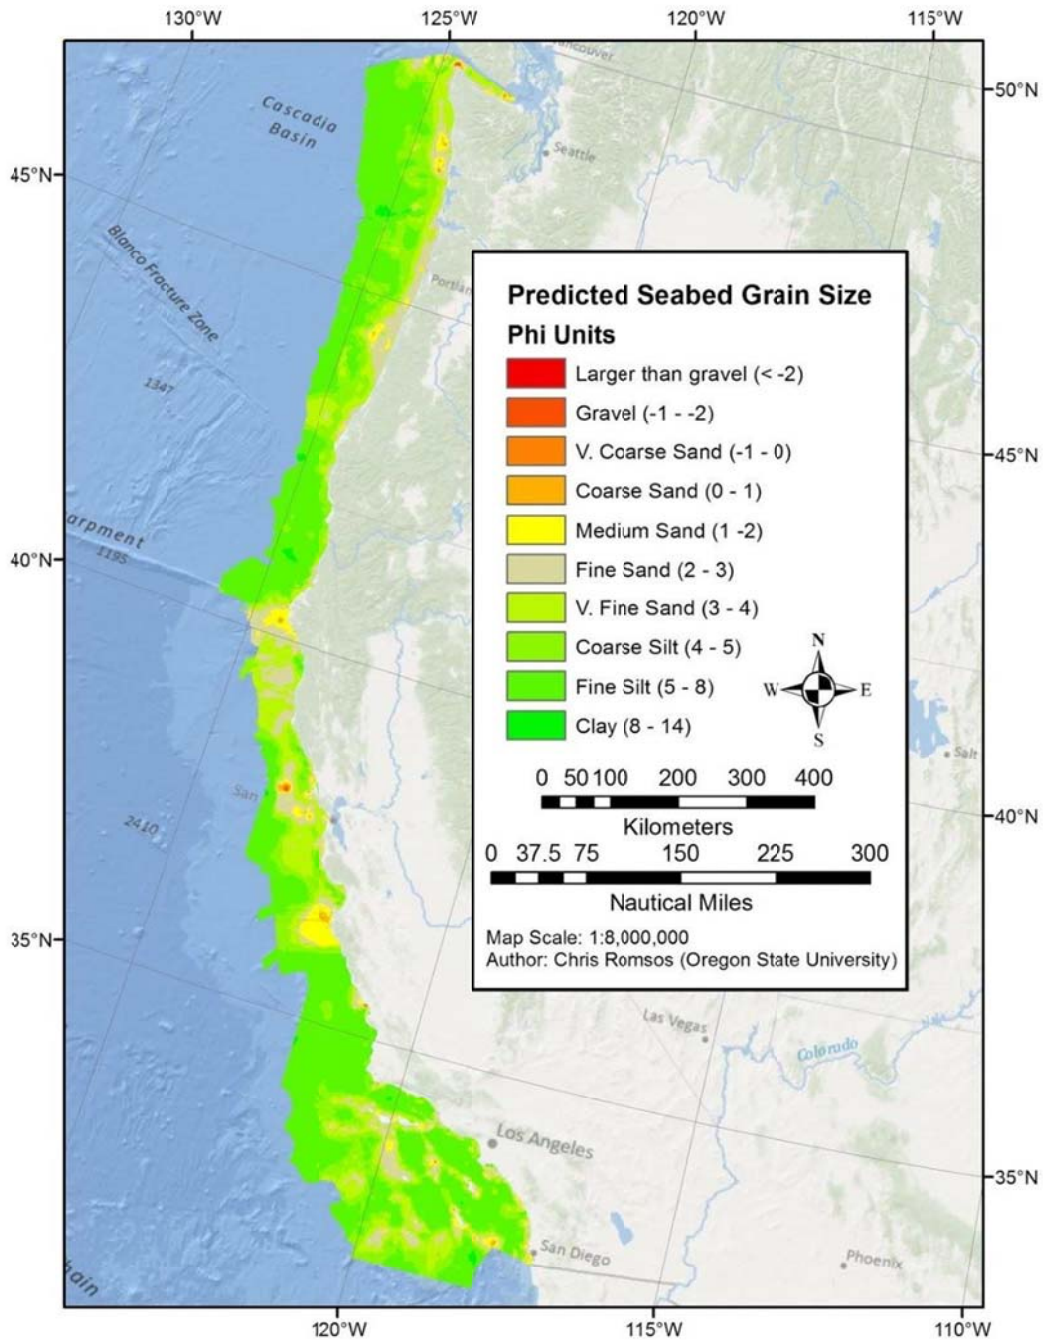 130°W
125°W
120°W
115°W
50°N
45°N
40°N
35°N
45°N
40°N
35°N
120°W
115°W
110°W
ancouver
Cascadia
Basin
Seattle
Blanco Fracture Zone
Portlan
1347
arpment
1195
San
2410
Salt
Las Vegas
Colorado
Los Angeles
San Diego
Phoenix
hain
Predicted Seabed Grain Size
Phi Units
Larger than gravel (< -2)
Gravel (-1 - -2)
V. Coarse Sand (-1 - 0)
Coarse Sand (0 - 1)
Medium Sand (1 -2)
Fine Sand (2 - 3)
V. Fine Sand (3 - 4)
Coarse Silt (4 - 5)
Fine Silt (5 - 8)
Clay (8 - 14)
N
W E
S
0 50 100 200 300 400
Kilometers
0 37.5 75 150 225 300
Nautical Miles
Map Scale: 1:8,000,000
Author: Chris Romsos (Oregon State University)